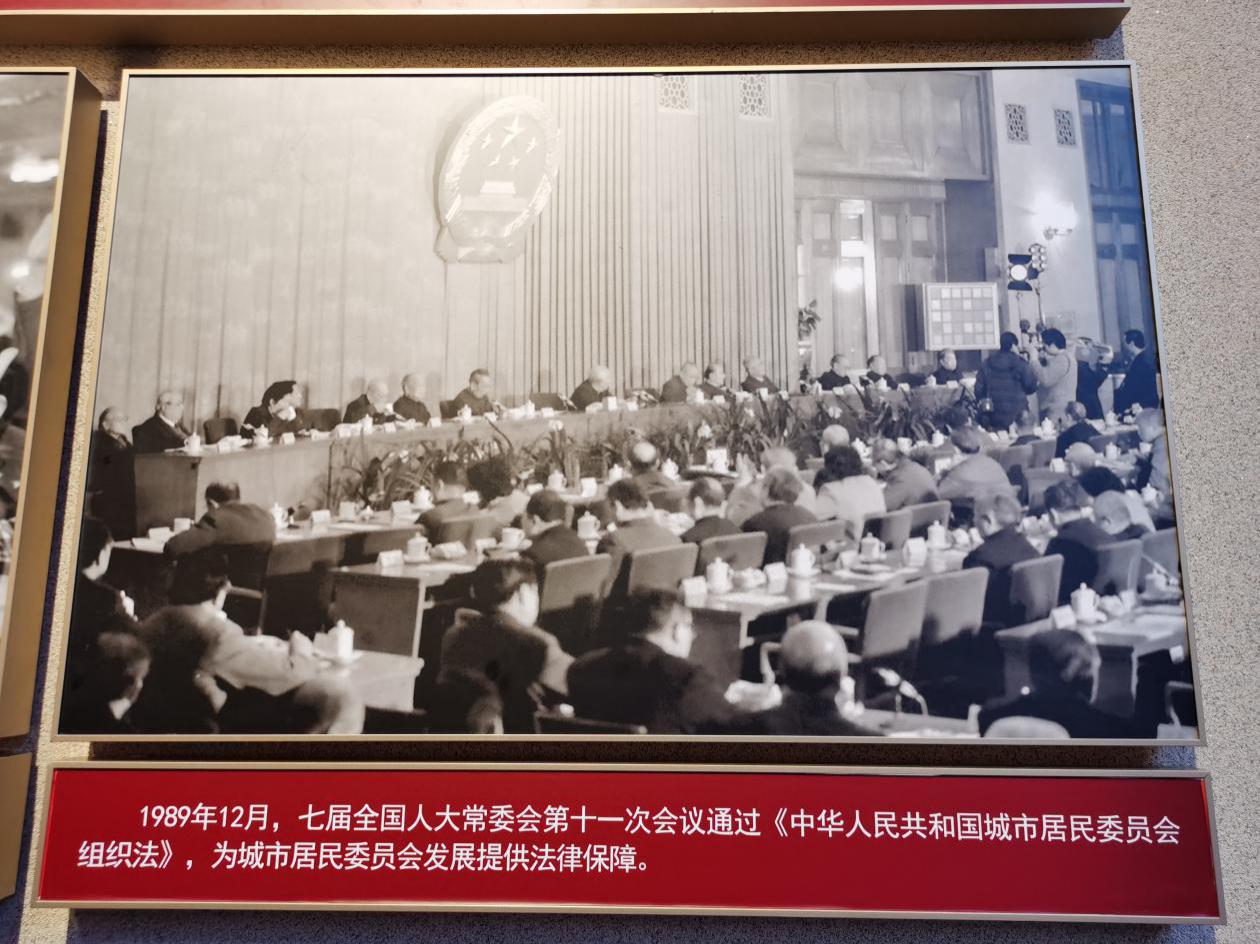 1989年12月，七届全国人大常委会第十一次会议通过《中华人民共和国城市居民委员会
组织法》，为城市居民委员会发展提供法律保障。